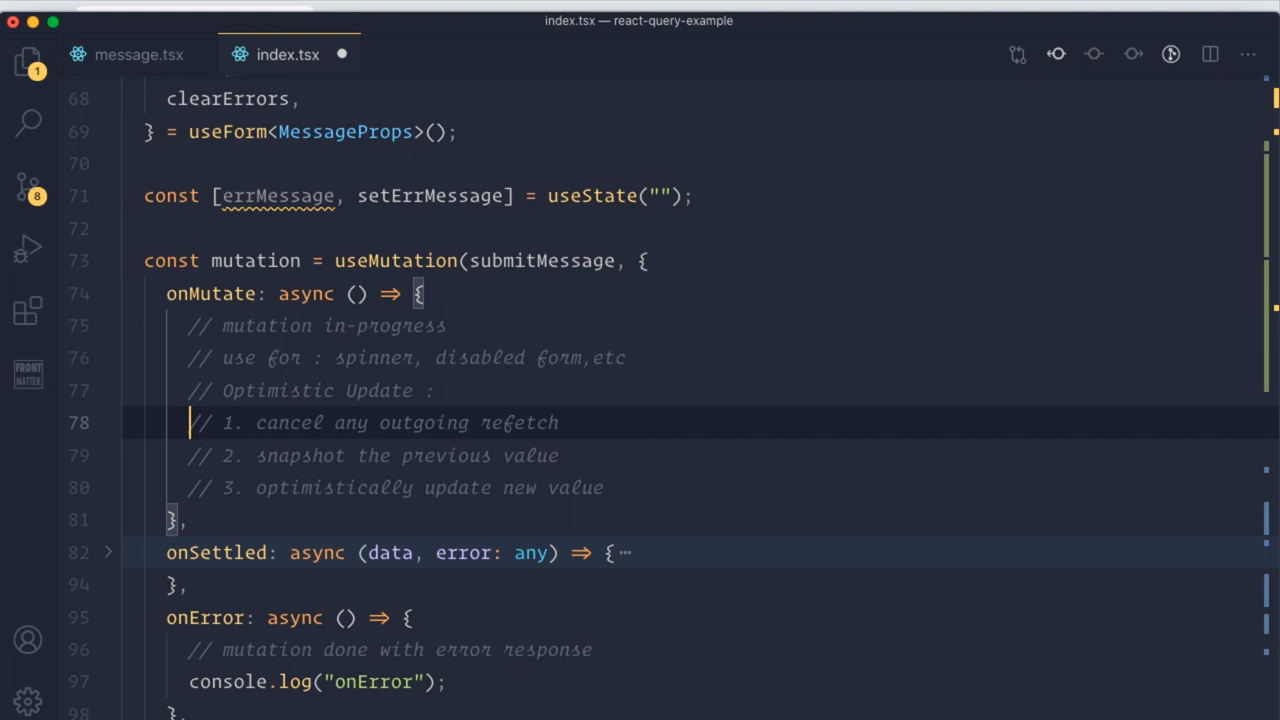 index.tsx — react-query-example
message.tsx
index.tsx
1
8
FRONT
MATTER
68 clearErrors,
69 } = useForm<MessageProps>();
70
71 const [errMessage, setErrMessage] = useState("");
72
73 const mutation = useMutation(submitMessage, {
74 onMutate: async () => {
75 // mutation in-progress
76 // use for : spinner, disabled form,etc
77 // Optimistic Update :
78 // 1. cancel any outgoing refetch
79 // 2. snapshot the previous value
80 // 3. optimistically update new value
81 },
82 onSettled: async (data, error: any) => {⋯
94 },
95 onError: async () => {
96 // mutation done with error response
97 console.log("onError");
98 },